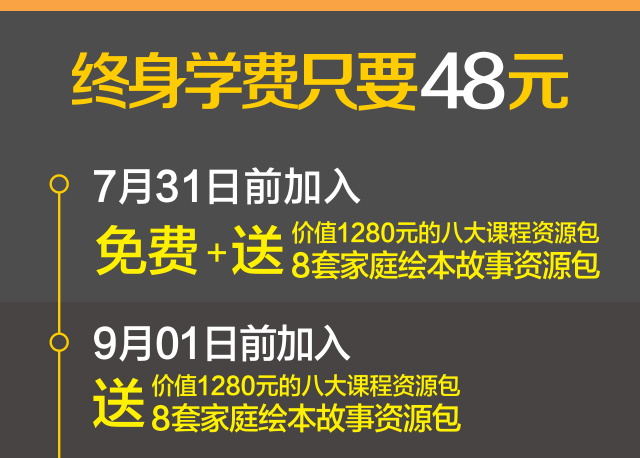 终身学费只要48元
7月31日前加入
免费+送 价值1280元的八大课程资源包
8套家庭绘本故事资源包
9月01日前加入
送 价值1280元的八大课程资源包
8套家庭绘本故事资源包